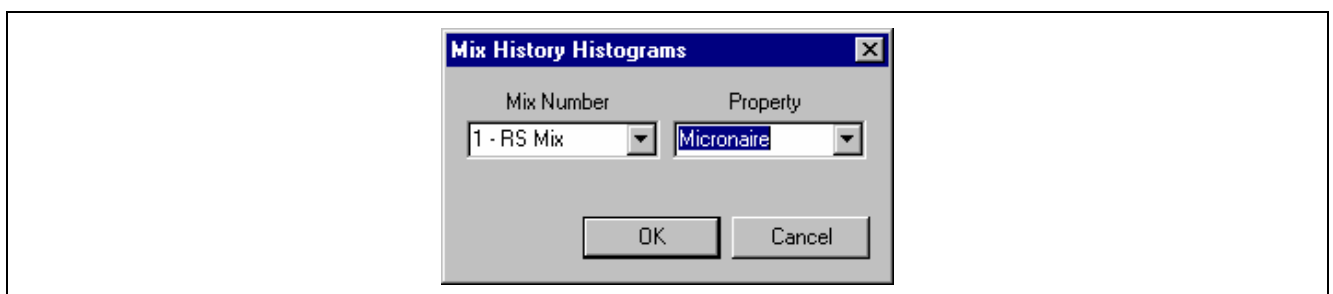 Mix History Histograms
Mix Number Property
1 - RS Mix Micronaire
OK Cancel